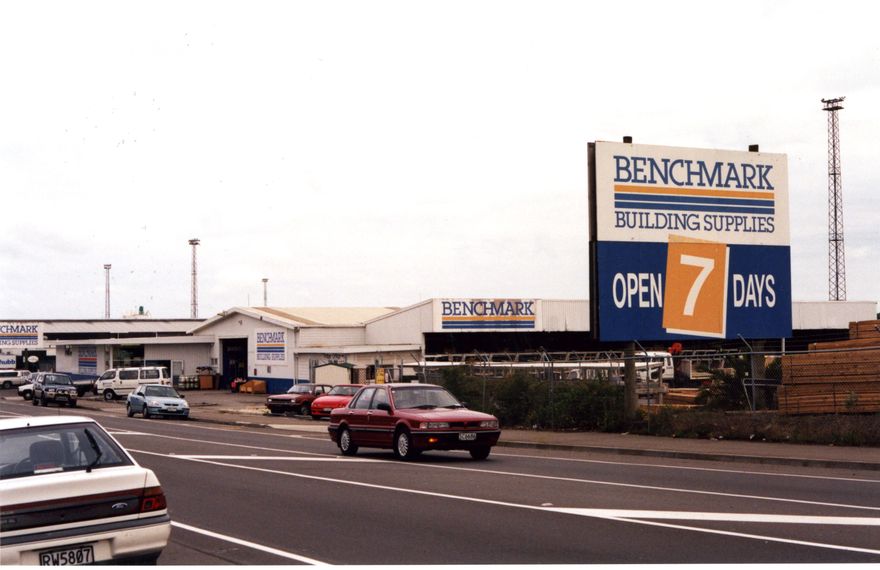 BENCHMARK
BUILDING SUPPLIES
OPEN 7 DAYS
BENCHMARK
BENCHMARK
BENCHMARK
RW5807